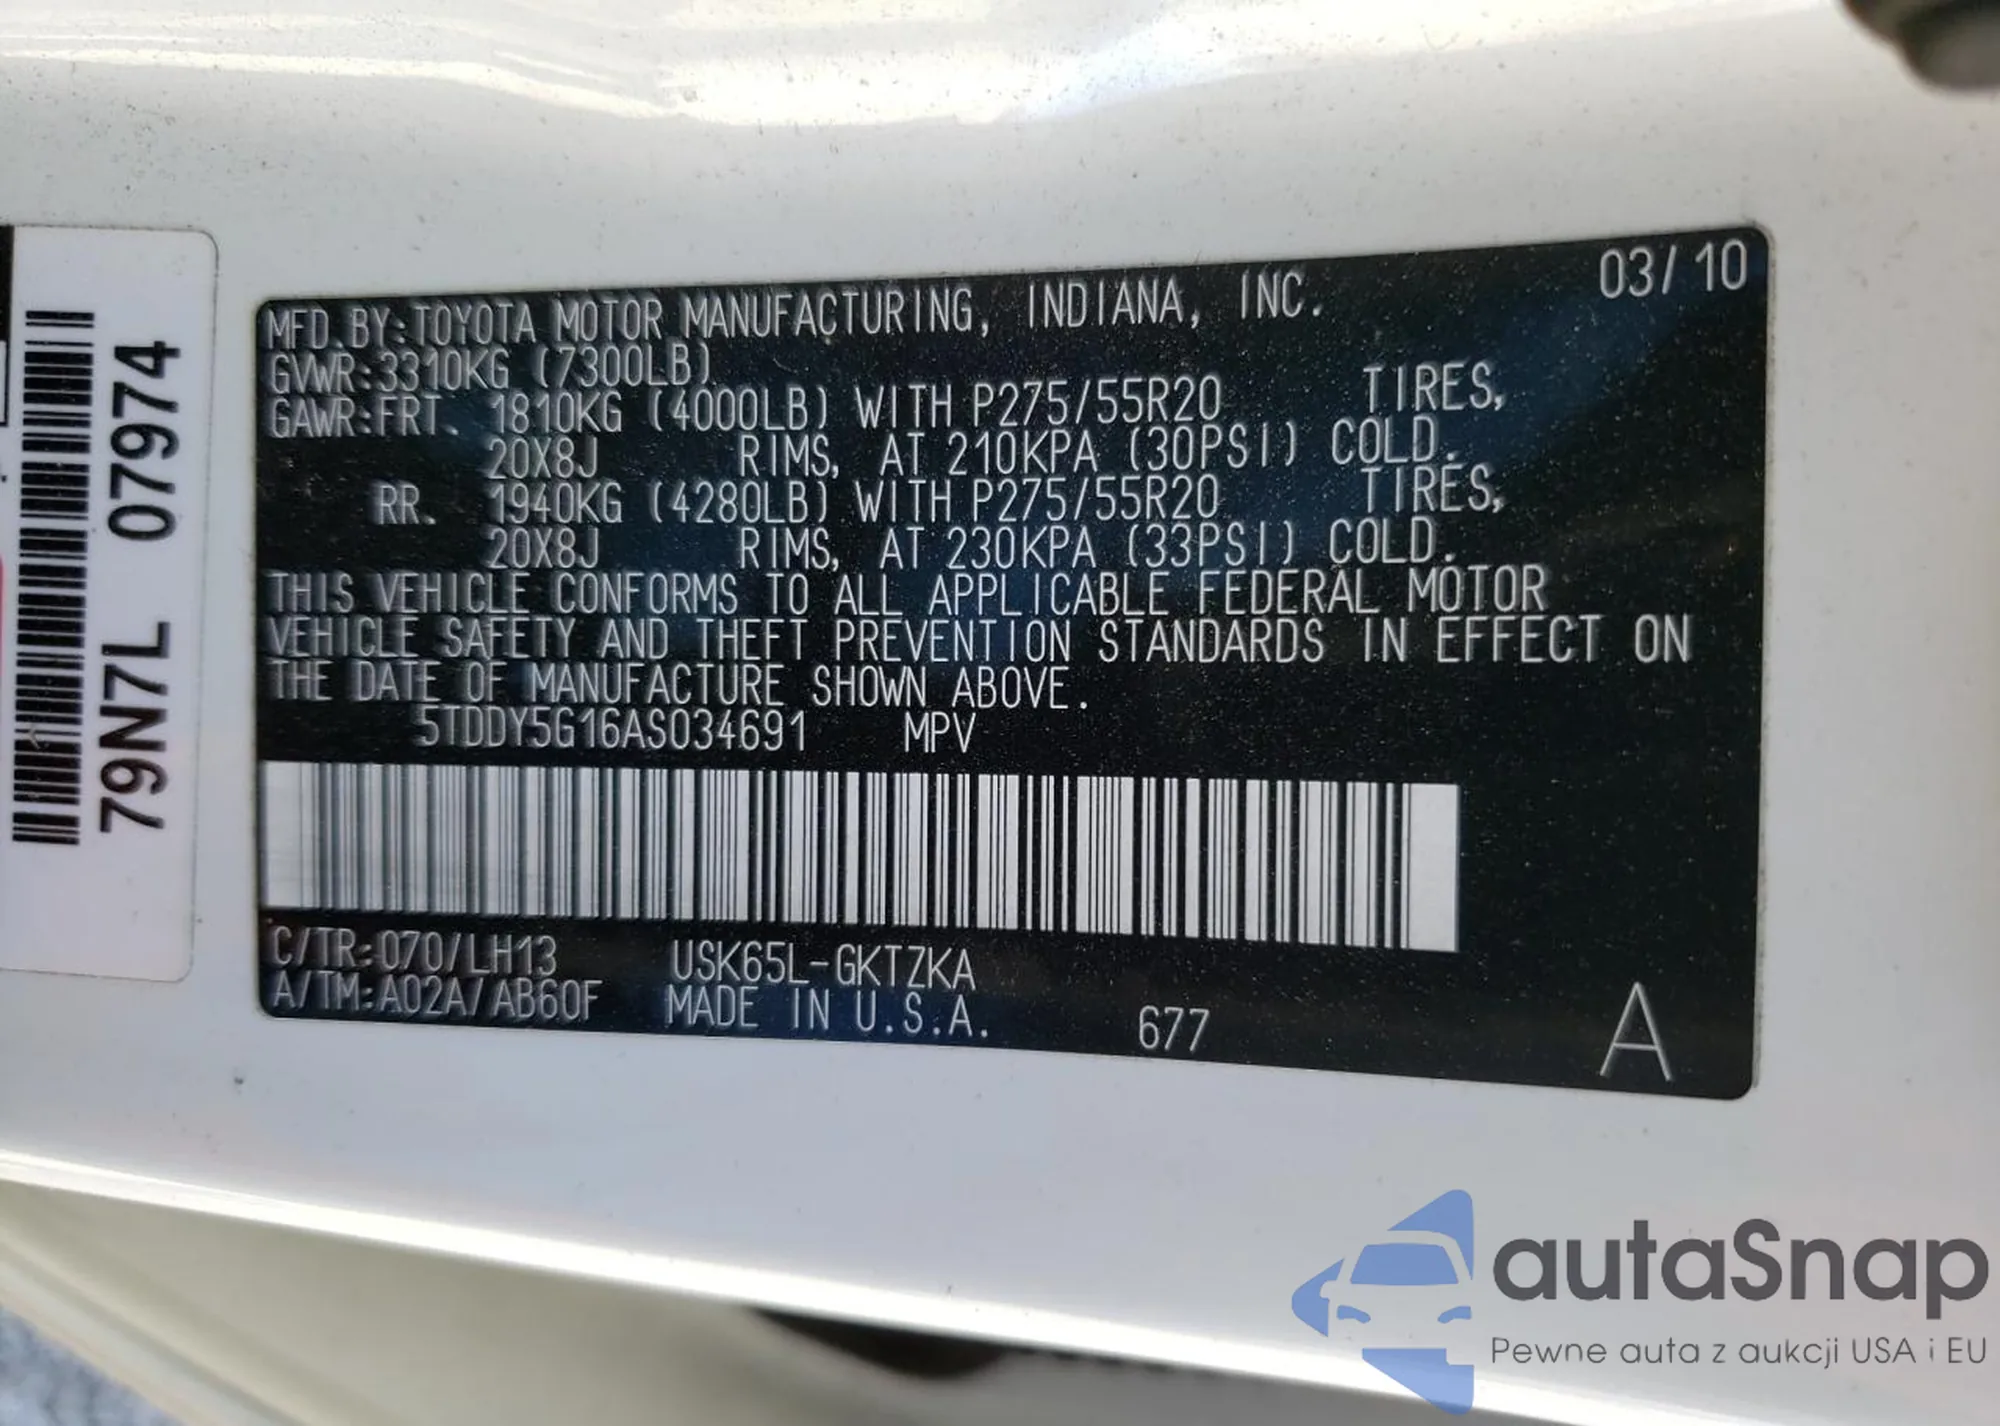 03/10
MFD.BY:TOYOTA MOTOR MANUFACTURING, INDIANA, INC.
GVWR:3310KG (7300LB)
GAWR:FRT. 1810KG (4000LB) WITH P275/55R20 TIRES,
20X8J RIMS, AT 210KPA (30PSI) COLD.
RR. 1940KG (4280LB) WITH P275/55R20 TIRES,
20X8J RIMS, AT 230KPA (33PSI) COLD.
THIS VEHICLE CONFORMS TO ALL APPLICABLE FEDERAL MOTOR
VEHICLE SAFETY AND THEFT PREVENTION STANDARDS IN EFFECT ON
THE DATE OF MANUFACTURE SHOWN ABOVE.
5TDDY5G16AS034691 MPV
C/TR:070/LH13 USK65L-GKTZKA
A/TM:A02A/AB60F MADE IN U.S.A. 677 A
79N7L 07974
autaSnap
Pewne auta z aukcji USA i EU